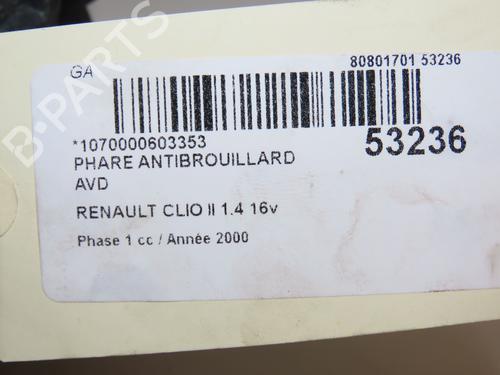 GA
80801701 53236
*1070000603353
53236
PHARE ANTIBROUILLARD
AVD
RENAULT CLIO II 1.4 16v
Phase 1 cc / Année 2000
B-PARTS